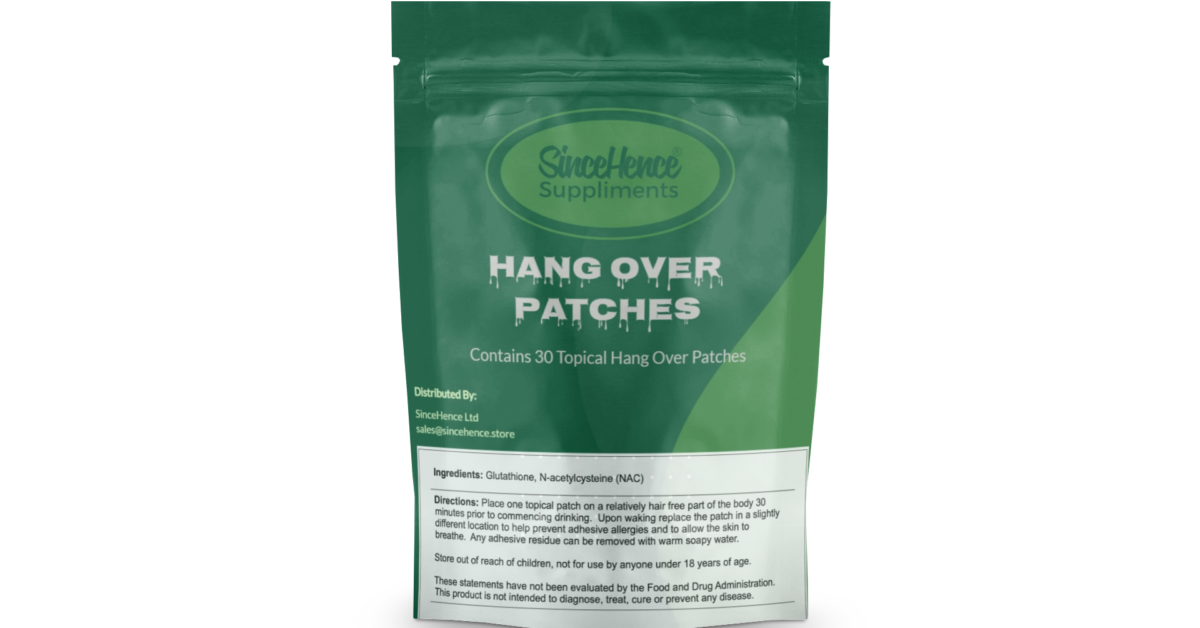 SinceHence®
Suppliments
HANG OVER
PATCHES
Contains 30 Topical Hang Over Patches
Distributed By:
SinceHence Ltd
sales@sincehence.store
Ingredients: Glutathione, N-acetylcysteine (NAC)
Directions: Place one topical patch on a relatively hair free part of the body 30
minutes prior to commencing drinking. Upon waking replace the patch in a slightly
different location to help prevent adhesive allergies and to allow the skin to
breathe. Any adhesive residue can be removed with warm soapy water.
Store out of reach of children, not for use by anyone under 18 years of age.
These statements have not been evaluated by the Food and Drug Administration.
This product is not intended to diagnose, treat, cure or prevent any disease.